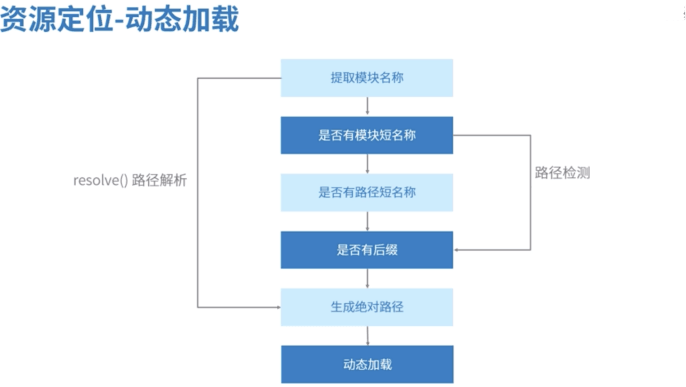 资源定位-动态加载
提取模块名称
是否有模块短名称
resolve() 路径解析
路径检测
是否有路径短名称
是否有后缀
生成绝对路径
动态加载